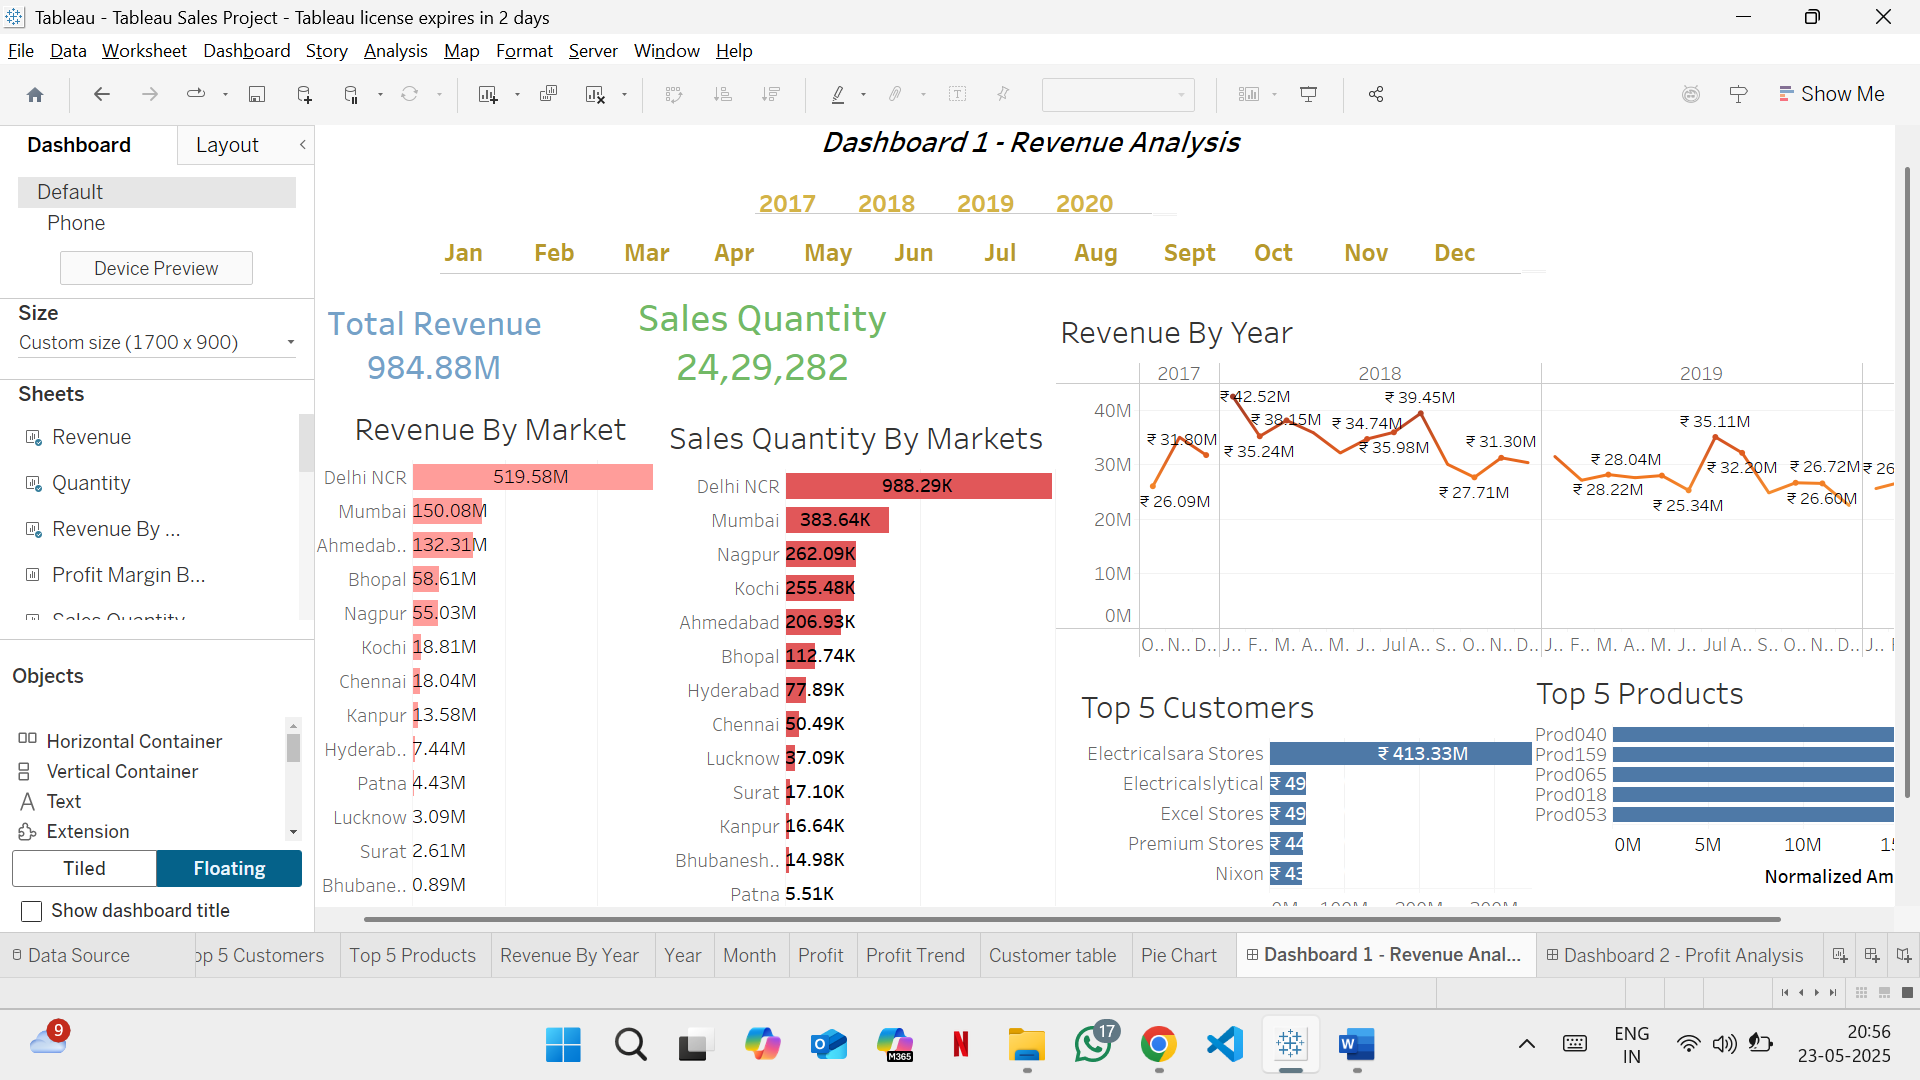 Tableau - Tableau Sales Project - Tableau license expires in 2 days
File Data Worksheet Dashboard Story Analysis Map Format Server Window Help
Show Me
Dashboard Layout
Default
Phone
Device Preview
Size
Custom size (1700 x 900)
Sheets
Revenue
Quantity
Revenue By ...
Profit Margin B...
Sales Quantity
Objects
Horizontal Container
Vertical Container
Text
Extension
Tiled Floating
Show dashboard title
Dashboard 1 - Revenue Analysis
2017 2018 2019 2020
Jan Feb Mar Apr May Jun Jul Aug Sept Oct Nov Dec
Total Revenue
984.88M
Sales Quantity
24,29,282
Revenue By Market
Delhi NCR 519.58M
Mumbai 150.08M
Ahmedab.. 132.31M
Bhopal 58.61M
Nagpur 55.03M
Kochi 18.81M
Chennai 18.04M
Kanpur 13.58M
Hyderab.. 7.44M
Patna 4.43M
Lucknow 3.09M
Surat 2.61M
Bhubane.. 0.89M
Sales Quantity By Markets
Delhi NCR 988.29K
Mumbai 383.64K
Nagpur 262.09K
Kochi 255.48K
Ahmedabad 206.93K
Bhopal 112.74K
Hyderabad 77.89K
Chennai 50.49K
Lucknow 37.09K
Surat 17.10K
Kanpur 16.64K
Bhubanesh.. 14.98K
Patna 5.51K
Revenue By Year
2017 2018 2019
40M
30M
20M
10M
0M
₹ 26.09M
₹ 31.80M
₹ 42.52M
₹ 35.24M
₹ 38.15M
₹ 34.74M
₹ 35.98M
₹ 39.45M
₹ 27.71M
₹ 31.30M
₹ 28.22M
₹ 28.04M
₹ 25.34M
₹ 35.11M
₹ 32.20M
₹ 26.72M
₹ 26.60M
₹ 26
O.. N.. D.. J.. F.. M. A.. M. J.. Jul A.. S.. O.. N.. D.. J.. F.. M. A.. M. J.. Jul A.. S.. O.. N.. D.. J..
Top 5 Customers
Electricalsara Stores ₹ 413.33M
Electricalslytical ₹ 49
Excel Stores ₹ 49
Premium Stores ₹ 44
Nixon ₹ 43
0M 100M 200M 300M
Top 5 Products
Prod040
Prod159
Prod065
Prod018
Prod053
0M 5M 10M 15
Normalized Am
Data Source op 5 Customers Top 5 Products Revenue By Year Year Month Profit Profit Trend Customer table Pie Chart Dashboard 1 - Revenue Anal... Dashboard 2 - Profit Analysis
9
M365
17
ENG
IN
20:56
23-05-2025